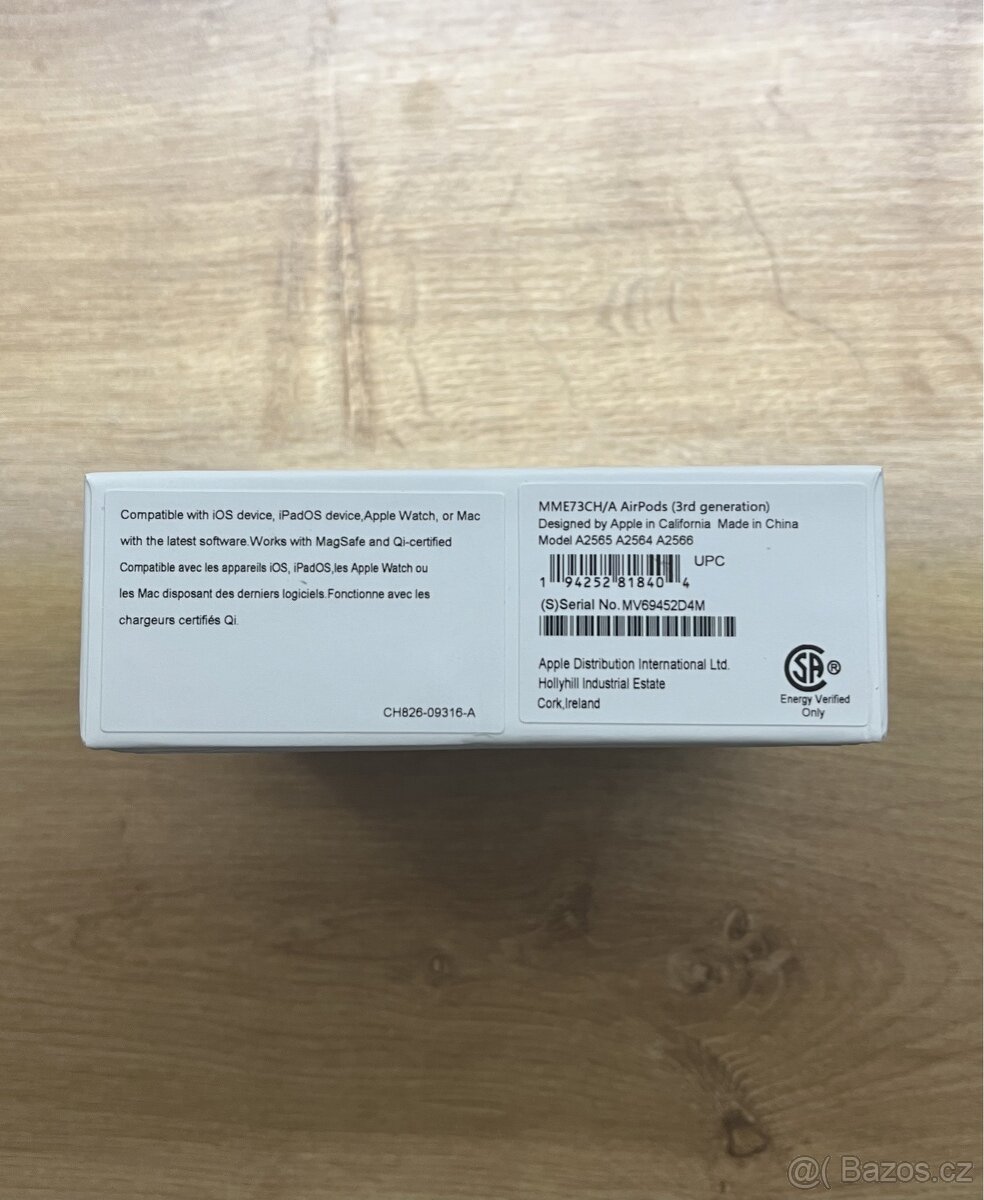 Compatible with iOS device, iPadOS device,Apple Watch, or Mac
with the latest software.Works with MagSafe and Qi-certified
Compatible avec les appareils iOS, iPadOS,les Apple Watch ou
les Mac disposant des derniers logiciels.Fonctionne avec les
chargeurs certifiés Qi.
CH826-09316-A
MME73CH/A AirPods (3rd generation)
Designed by Apple in California Made in China
Model A2565 A2564 A2566
UPC
1 94252 81840 4
(S)Serial No.MV69452D4M
Apple Distribution International Ltd.
Hollyhill Industrial Estate
Cork,Ireland
SA ®
Energy Verified
Only
@( Bazos.cz